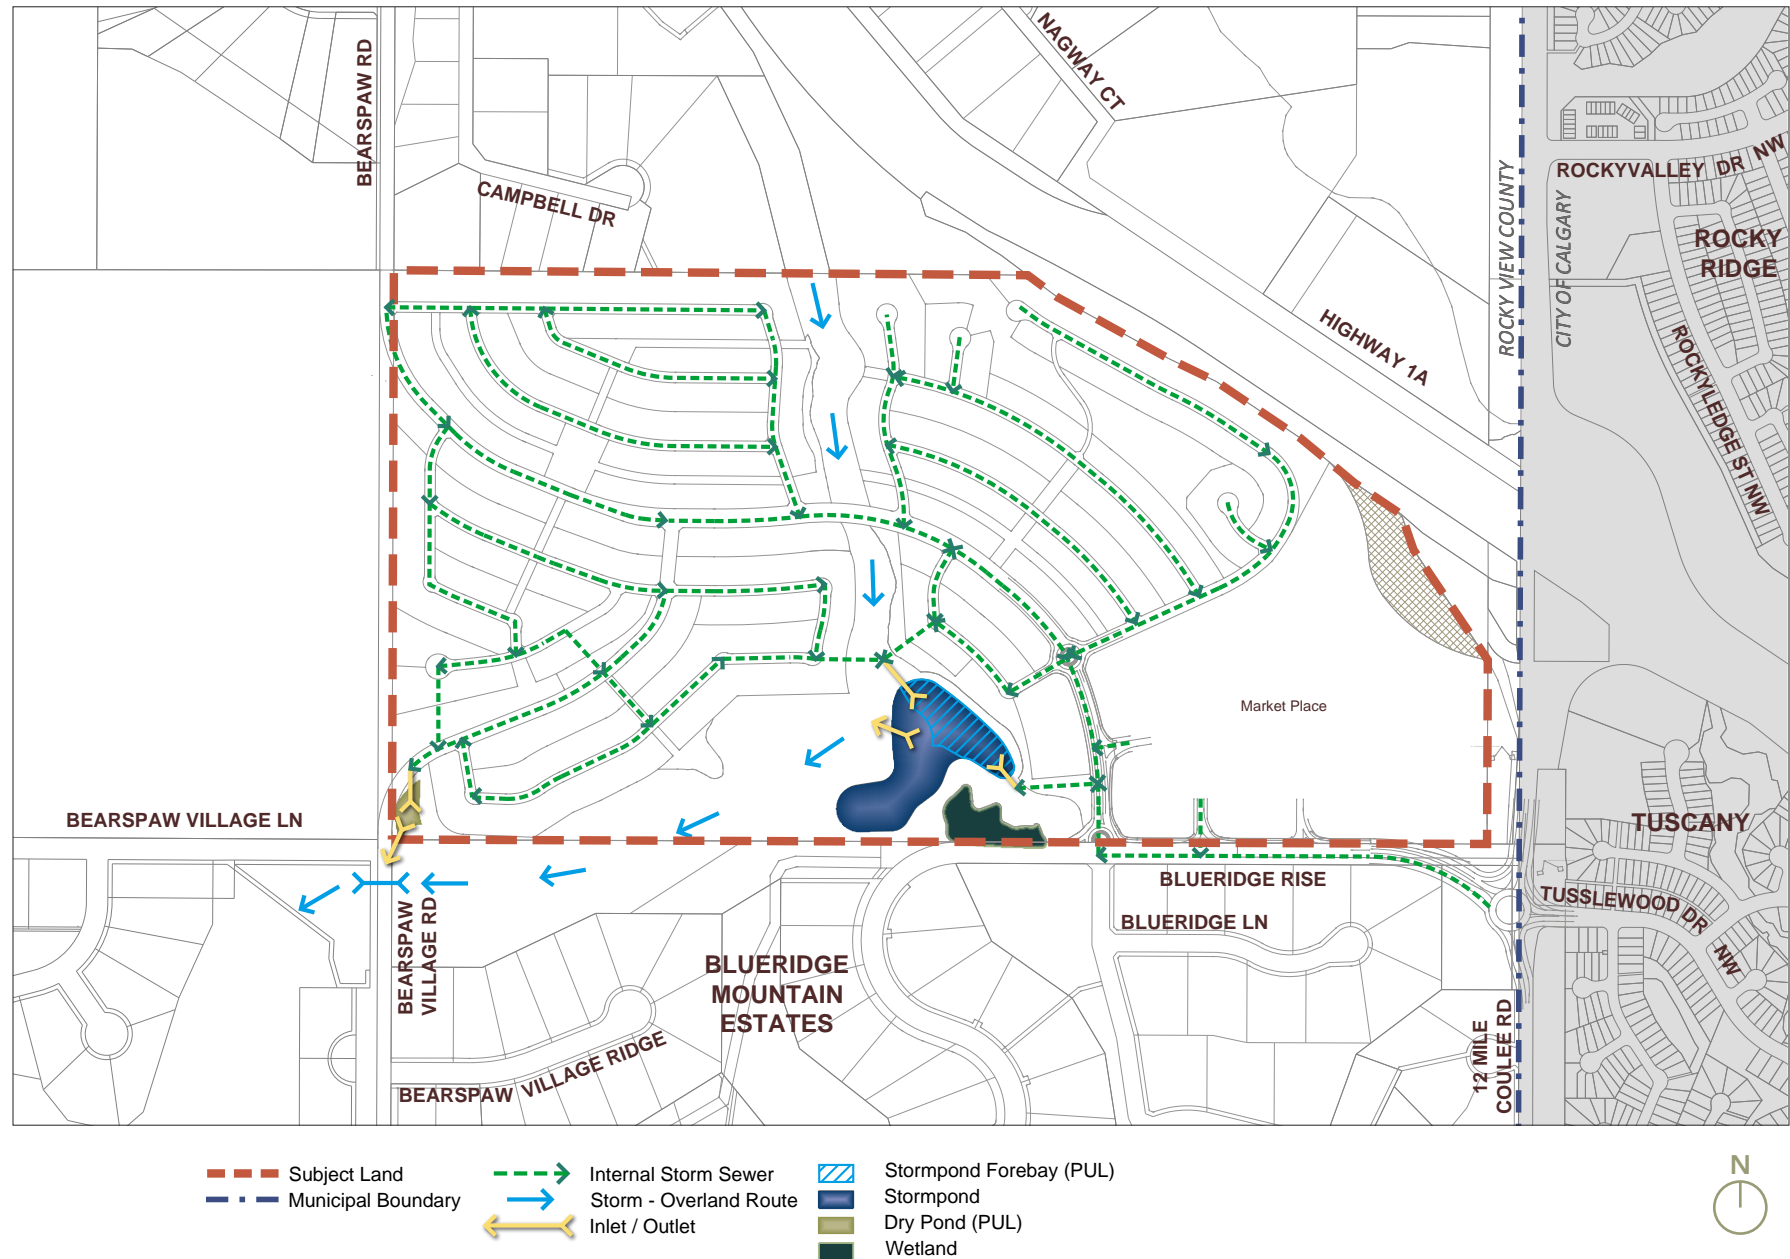 BEARSPAW RD
NAGWAY CT
CAMPBELL DR
ROCKYVALLEY DR NW
ROCKY VIEW COUNTY
CITY OF CALGARY
ROCKY
RIDGE
HIGHWAY 1A
ROCKYLEDGE ST NW
Market Place
BEARSPAW VILLAGE LN
TUSCANY
BLUERIDGE RISE
TUSSLEWOOD DR NW
BLUERIDGE LN
BEARSPAW
VILLAGE RD
BLUERIDGE
MOUNTAIN
ESTATES
BEARSPAW VILLAGE RIDGE
12 MILE
COULEE RD
Subject Land
Municipal Boundary
Internal Storm Sewer
Storm - Overland Route
Inlet / Outlet
Stormpond Forebay (PUL)
Stormpond
Dry Pond (PUL)
Wetland
N